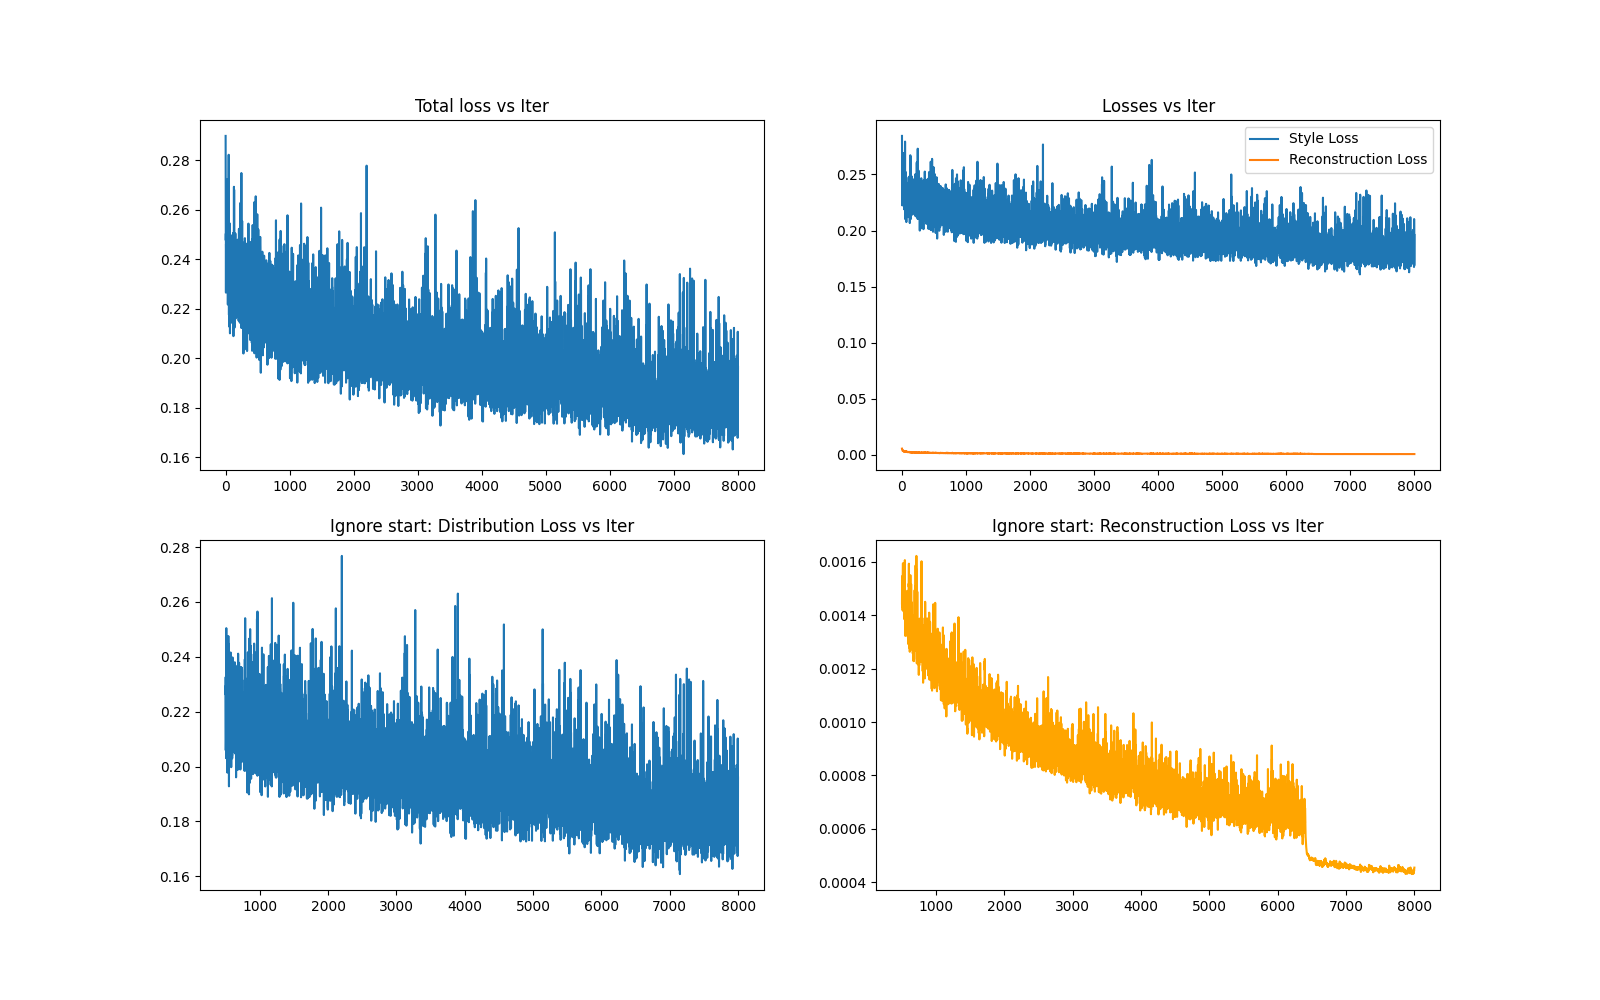 Total loss vs Iter
0.28
0.26
0.24
0.22
0.20
0.18
0.16
0 1000 2000 3000 4000 5000 6000 7000 8000
Losses vs Iter
Style Loss
Reconstruction Loss
0.25
0.20
0.15
0.10
0.05
0.00
0 1000 2000 3000 4000 5000 6000 7000 8000
Ignore start: Distribution Loss vs Iter
0.28
0.26
0.24
0.22
0.20
0.18
0.16
1000 2000 3000 4000 5000 6000 7000 8000
Ignore start: Reconstruction Loss vs Iter
0.0016
0.0014
0.0012
0.0010
0.0008
0.0006
0.0004
1000 2000 3000 4000 5000 6000 7000 8000